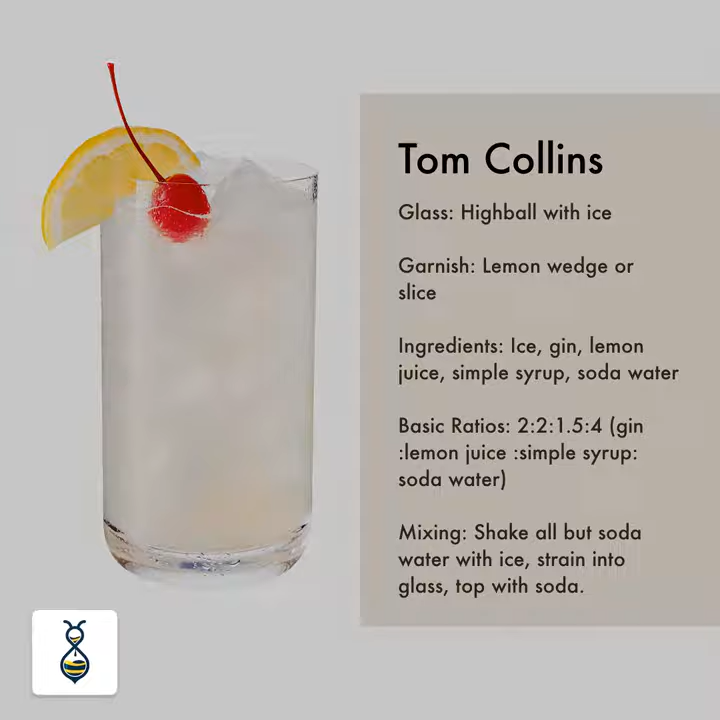 Tom Collins
Glass: Highball with ice
Garnish: Lemon wedge or
slice
Ingredients: Ice, gin, lemon
juice, simple syrup, soda water
Basic Ratios: 2:2:1.5:4 (gin
:lemon juice :simple syrup:
soda water)
Mixing: Shake all but soda
water with ice, strain into
glass, top with soda.